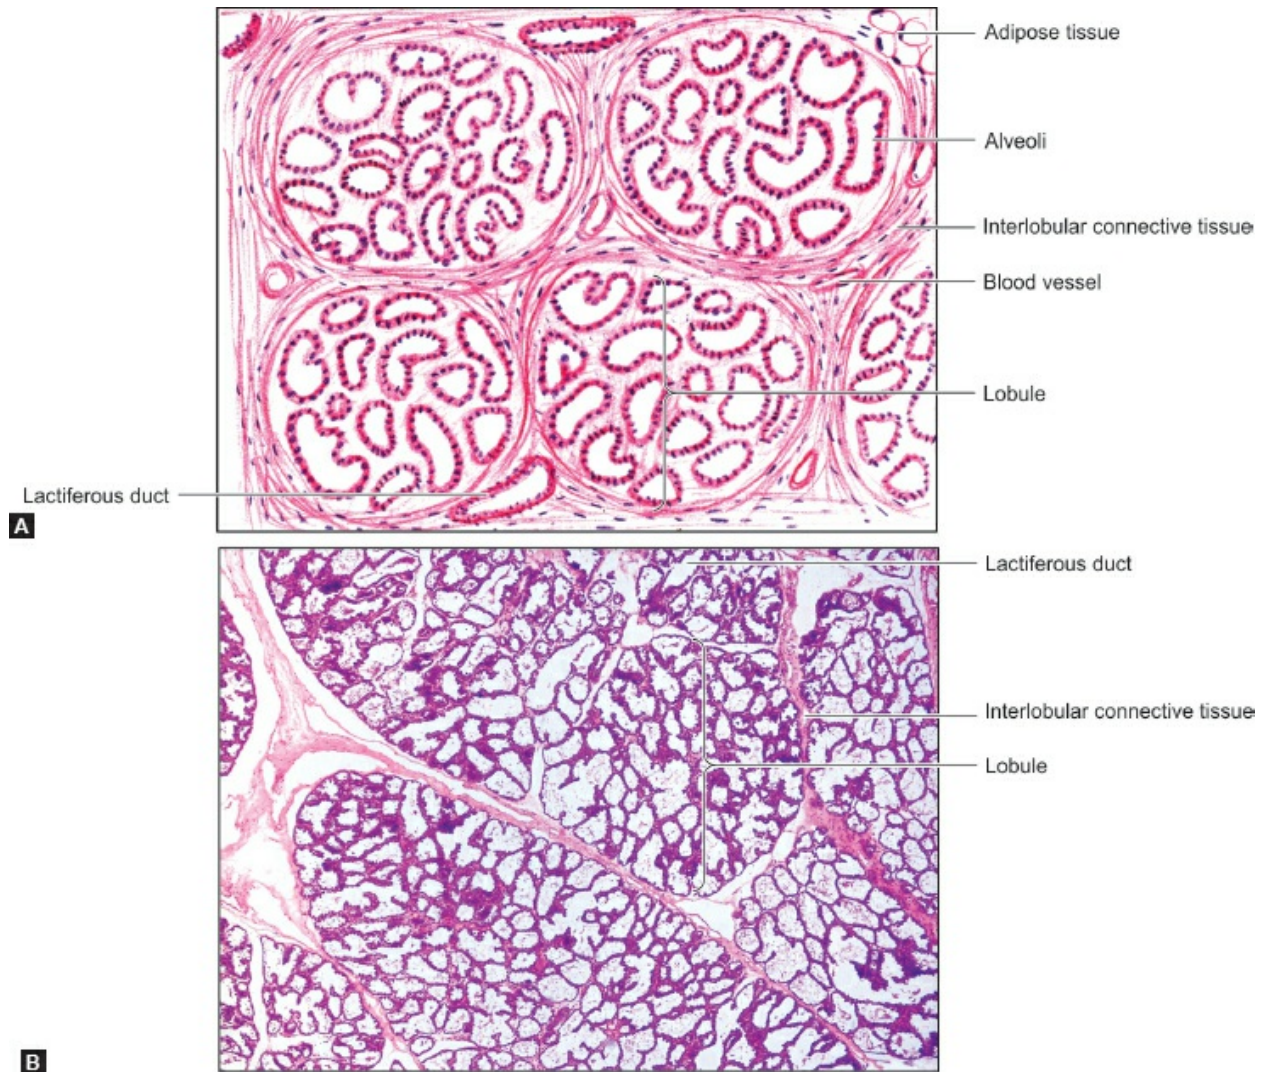 Adipose tissue
Alveoli
Interlobular connective tissue
Blood vessel
Lobule
Lactiferous duct
A
Lactiferous duct
Interlobular connective tissue
Lobule
B